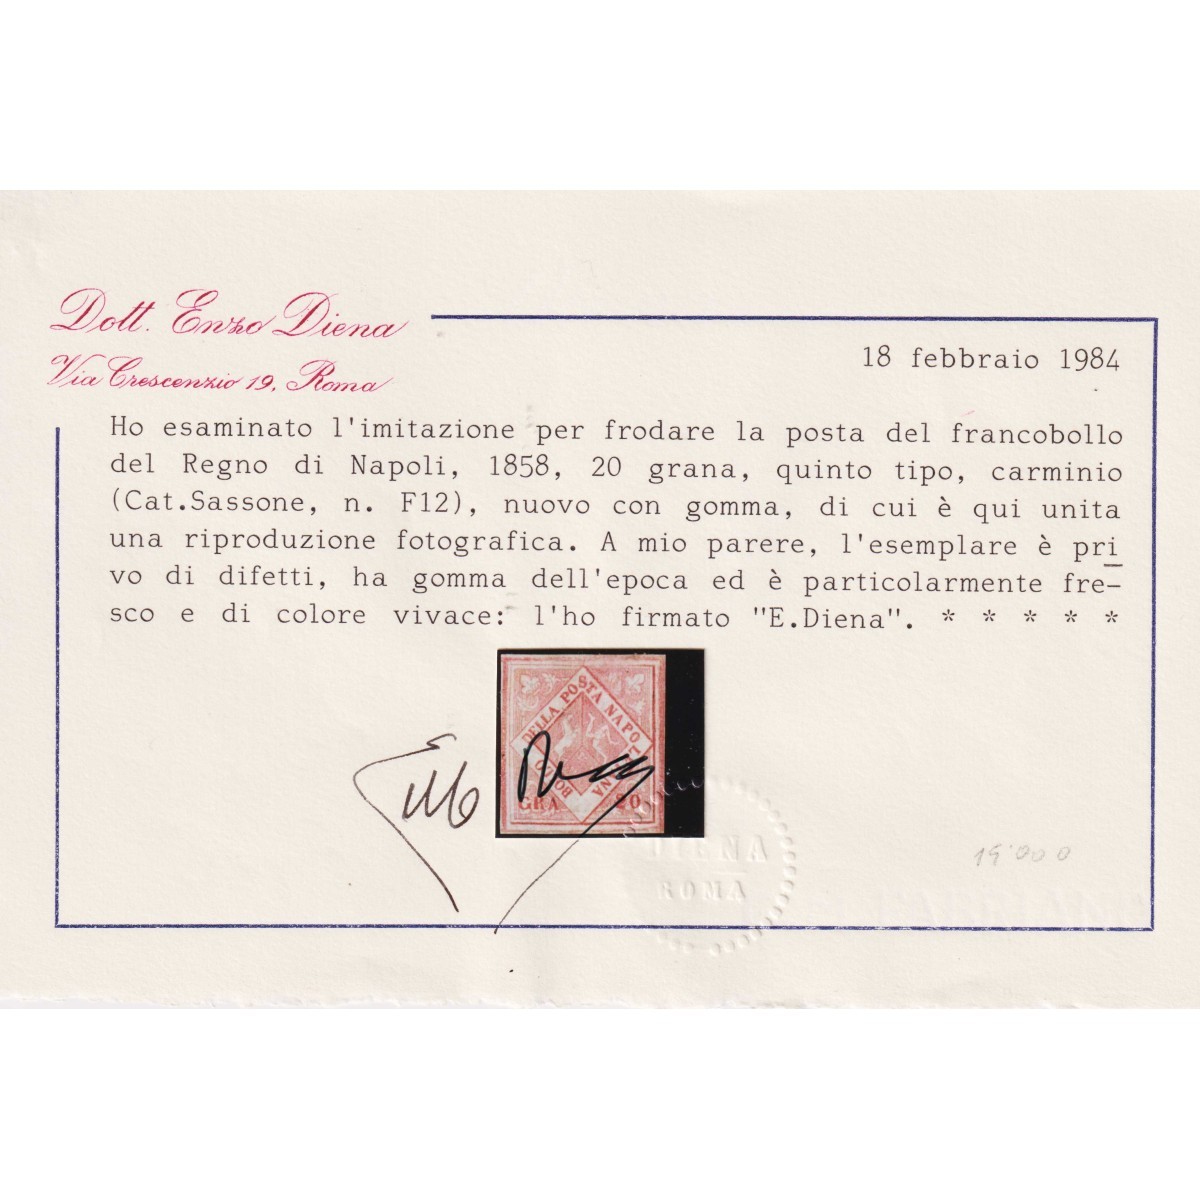 Dott. Enzo Diena
Via Crescenzio 19, Roma
18 febbraio 1984
Ho esaminato l'imitazione per frodare la posta del francobollo
del Regno di Napoli, 1858, 20 grana, quinto tipo, carminio
(Cat.Sassone, n. F12), nuovo con gomma, di cui è qui unita
una riproduzione fotografica. A mio parere, l'esemplare è pri
vo di difetti, ha gomma dell'epoca ed è particolarmente fre-
sco e di colore vivace: l'ho firmato "E.Diena". * * * * *
DELLA POSTA NAPOLETANA
BOLLO
GRA 20
DIENA
ROMA